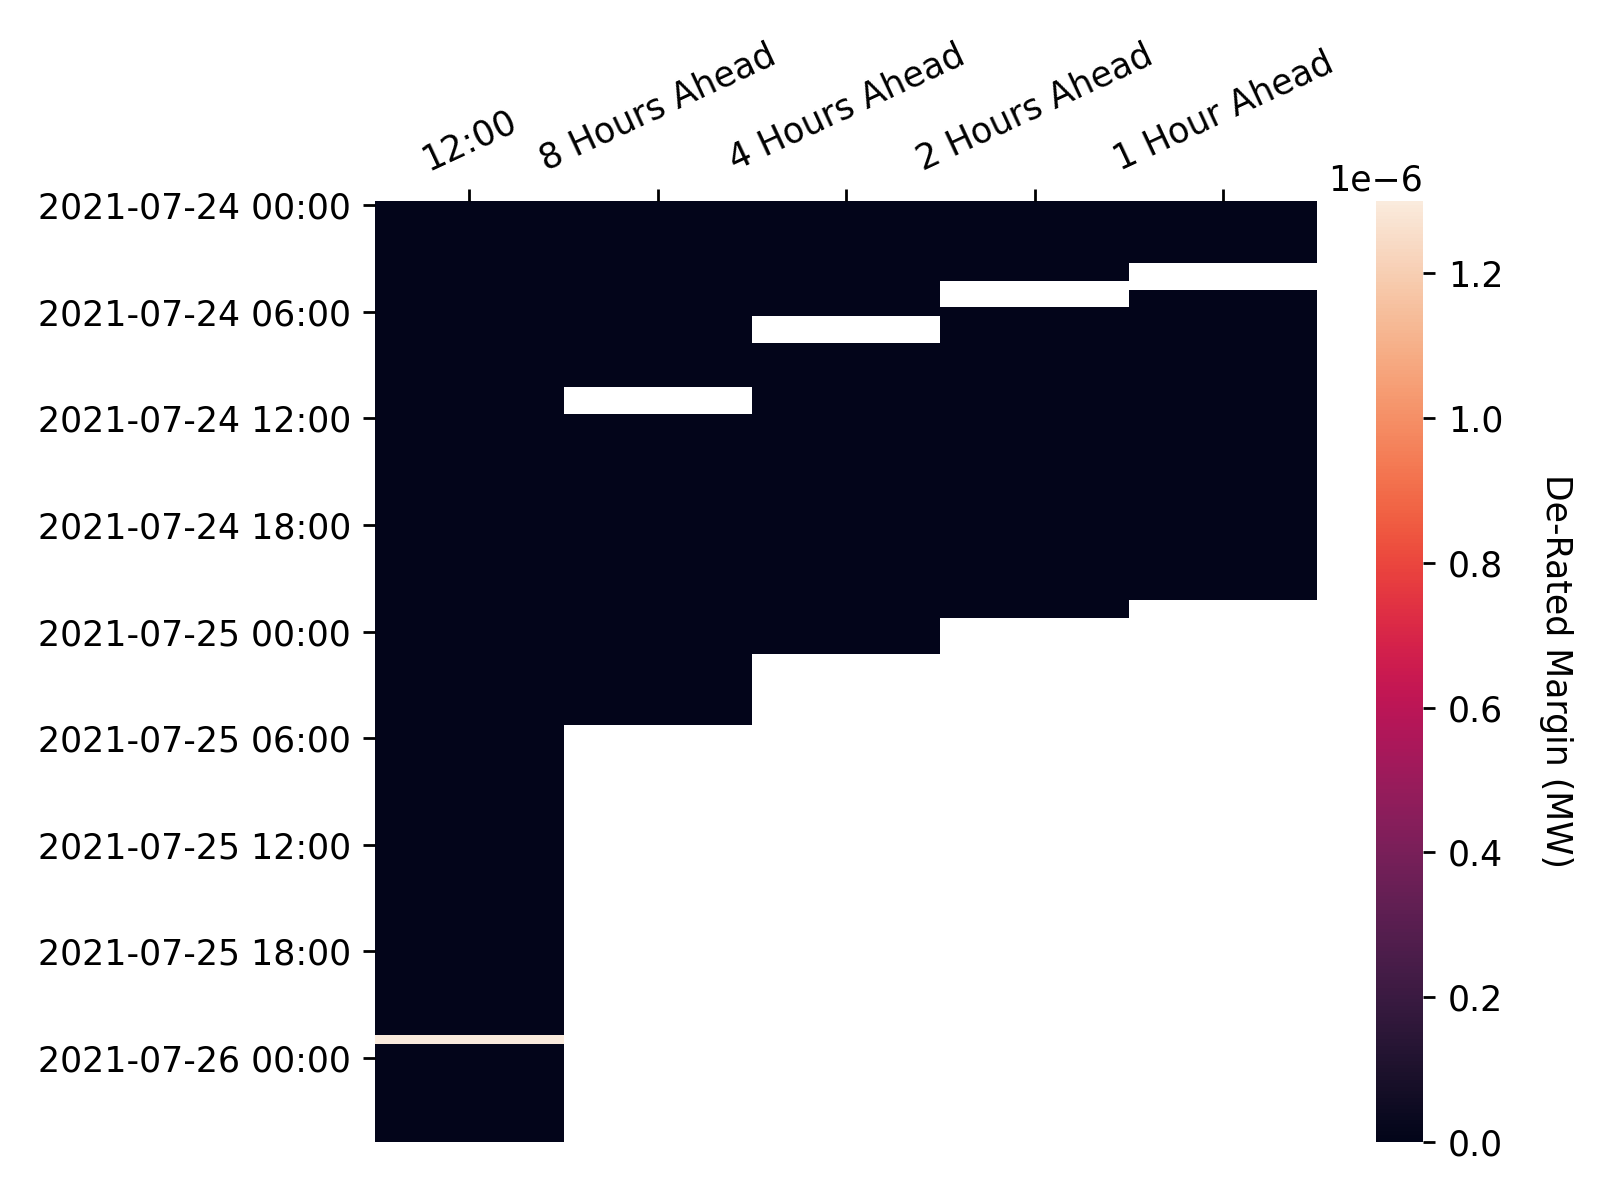 12:00
8 Hours Ahead
4 Hours Ahead
2 Hours Ahead
1 Hour Ahead
1e−6
2021-07-24 00:00
2021-07-24 06:00
2021-07-24 12:00
2021-07-24 18:00
2021-07-25 00:00
2021-07-25 06:00
2021-07-25 12:00
2021-07-25 18:00
2021-07-26 00:00
1.2
1.0
0.8
0.6
0.4
0.2
0.0
De-Rated Margin (MW)